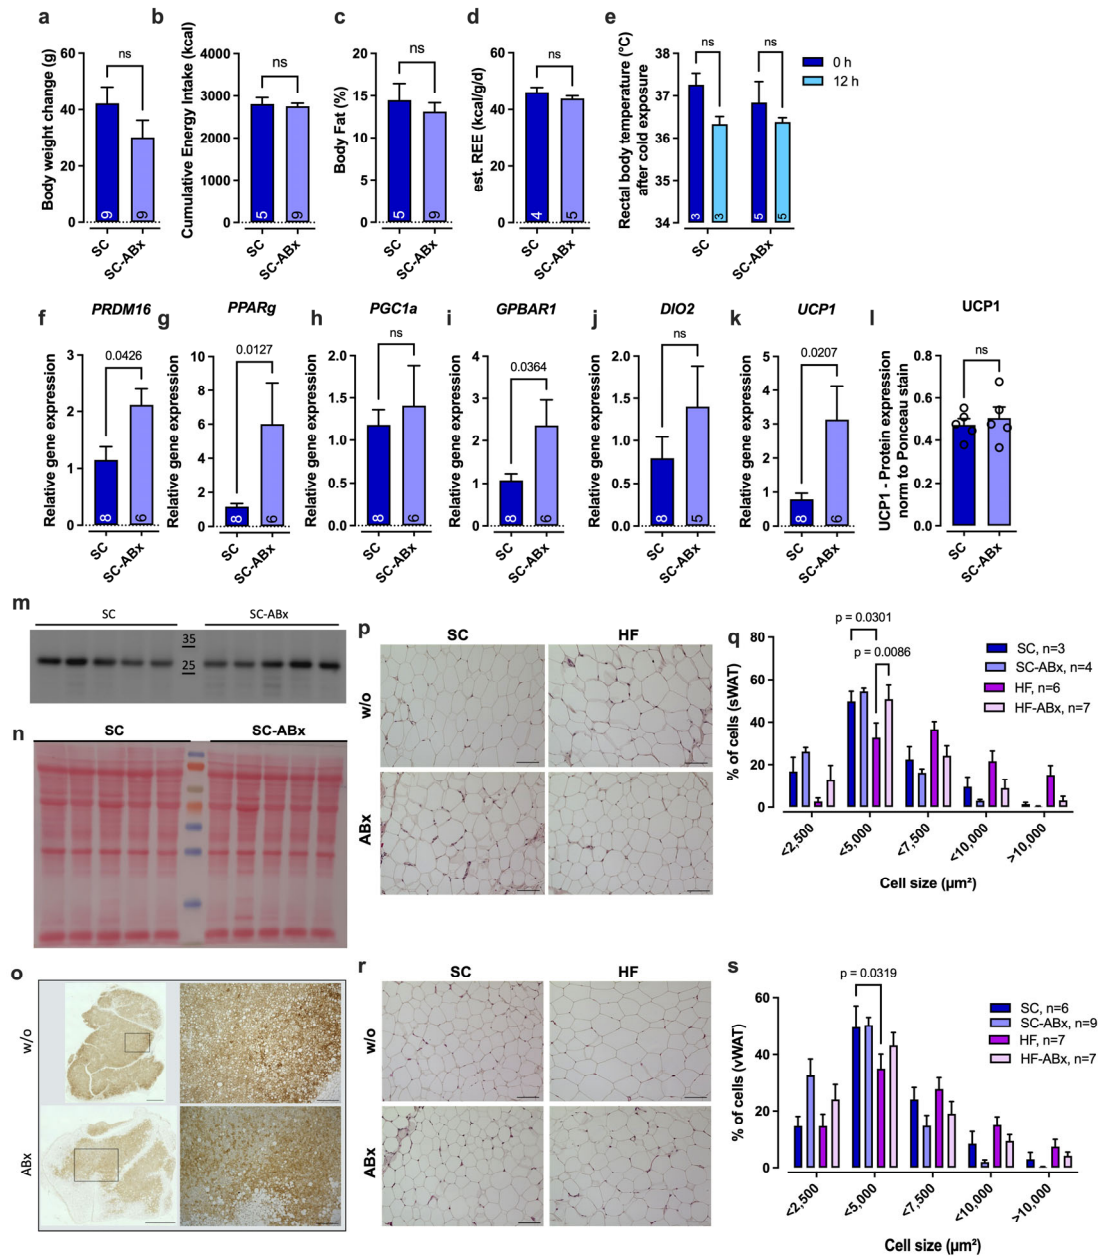 a
Body weight change (g)
60
40
20
0
ns
9
9
SC
SC-ABx
b
Cumulative Energy Intake (kcal)
4000
3000
2000
1000
0
ns
5
9
SC
SC-ABx
c
Body Fat (%)
20
15
10
5
0
ns
5
9
SC
SC-ABx
d
est. REE (kcal/g/d)
60
40
20
0
ns
4
5
SC
SC-ABx
e
Rectal body temperature (°C)
after cold exposure
38
37
36
35
34
ns
ns
3
3
5
5
SC
SC-ABx
0 h
12 h
f
PRDM16
Relative gene expression
3
2
1
0
0.0426
8
6
SC
SC-ABx
g
PPARg
Relative gene expression
10
8
6
4
2
0
0.0127
8
6
SC
SC-ABx
h
PGC1a
Relative gene expression
2.0
1.5
1.0
0.5
0.0
ns
8
6
SC
SC-ABx
i
GPBAR1
Relative gene expression
4
3
2
1
0
0.0364
8
6
SC
SC-ABx
j
DIO2
Relative gene expression
2.0
1.5
1.0
0.5
0.0
ns
8
5
SC
SC-ABx
k
UCP1
Relative gene expression
5
4
3
2
1
0
0.0207
8
6
SC
SC-ABx
l
UCP1
UCP1 - Protein expression
norm to Ponceau stain
0.8
0.6
0.4
0.2
0.0
ns
SC
SC-ABx
m
SC
SC-ABx
35
25
n
SC
SC-ABx
o
w/o
ABx
p
SC
HF
w/o
ABx
q
% of cells (sWAT)
80
60
40
20
0
p = 0.0301
p = 0.0086
SC, n=3
SC-ABx, n=4
HF, n=6
HF-ABx, n=7
<2,500
<5,000
<7,500
<10,000
>10,000
Cell size (µm²)
r
SC
HF
w/o
ABx
s
% of cells (vWAT)
60
40
20
0
p = 0.0319
SC, n=6
SC-ABx, n=9
HF, n=7
HF-ABx, n=7
<2,500
<5,000
<7,500
<10,000
>10,000
Cell size (µm²)